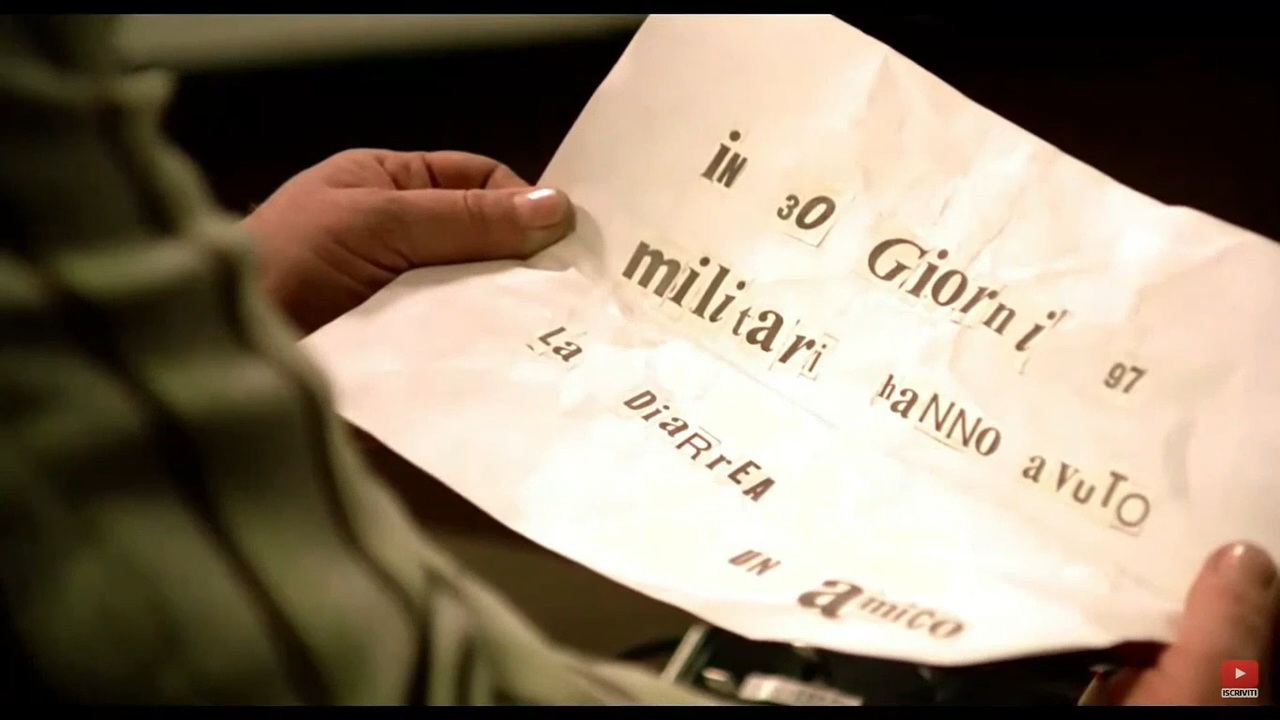 iN 30 Giorni 97
militari haNNO avuTO
La DiaRrEA
UN amico
ISCRIVITI